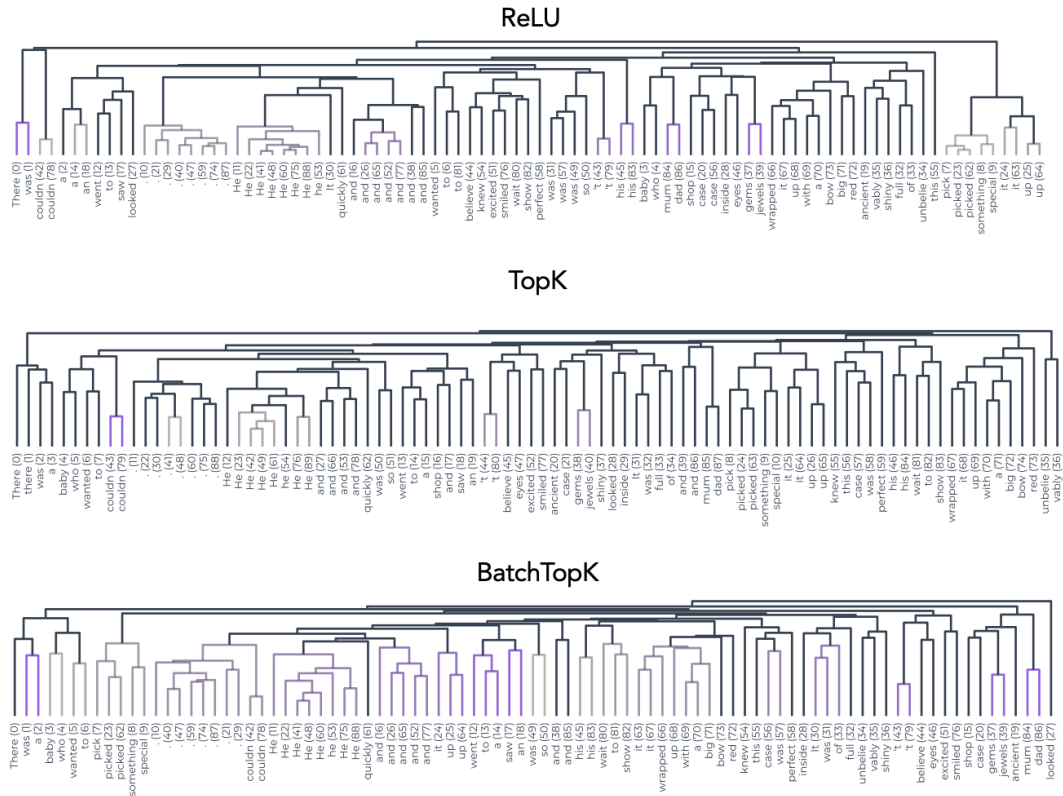 ReLU
There (0)
was (1)
couldn (42)
couldn (78)
a (2)
a (14)
an (18)
went (12)
to (13)
saw (17)
looked (27)
. (10)
. (21)
. (29)
. (40)
. (47)
. (59)
. (74)
. (87)
He (11)
He (22)
He (41)
He (48)
He (60)
He (75)
He (88)
he (53)
It (30)
quickly (61)
and (16)
and (26)
and (65)
and (52)
and (77)
and (38)
and (85)
wanted (5)
to (6)
to (81)
believe (44)
knew (54)
excited (51)
smiled (76)
wait (80)
show (82)
perfect (58)
was (31)
was (57)
was (49)
so (50)
't (43)
't (79)
his (45)
his (83)
baby (3)
who (4)
mum (84)
dad (86)
shop (15)
case (20)
case (56)
inside (28)
eyes (46)
gems (37)
jewels (39)
wrapped (66)
it (67)
up (68)
with (69)
a (70)
bow (73)
big (71)
red (72)
ancient (19)
vably (35)
shiny (36)
full (32)
of (33)
unbelie (34)
this (55)
pick (7)
picked (23)
picked (62)
something (8)
special (9)
it (24)
it (63)
up (25)
up (64)
TopK
There (0)
there (1)
was (2)
a (3)
baby (4)
who (5)
wanted (6)
to (7)
couldn (43)
couldn (79)
. (11)
. (22)
. (30)
. (41)
. (48)
. (60)
. (75)
. (88)
He (12)
He (23)
He (42)
He (49)
He (61)
he (54)
He (76)
He (89)
and (27)
and (66)
and (53)
and (78)
quickly (62)
was (50)
so (51)
went (13)
to (14)
a (15)
shop (16)
and (17)
saw (18)
an (19)
't (44)
't (80)
believe (45)
eyes (47)
excited (52)
smiled (77)
ancient (20)
case (21)
gems (38)
jewels (40)
shiny (37)
looked (28)
inside (29)
It (31)
was (32)
full (33)
of (34)
and (39)
and (86)
mum (85)
dad (87)
pick (8)
picked (24)
picked (63)
something (9)
special (10)
it (25)
it (64)
up (26)
up (65)
knew (55)
this (56)
case (57)
was (58)
perfect (59)
his (46)
his (84)
wait (81)
to (82)
show (83)
wrapped (67)
it (68)
up (69)
with (70)
a (71)
big (72)
bow (74)
red (73)
unbelie (35)
vably (36)
BatchTopK
There (0)
was (1)
a (2)
baby (3)
who (4)
wanted (5)
to (6)
pick (7)
picked (23)
picked (62)
something (8)
special (9)
. (10)
. (40)
. (47)
. (59)
. (74)
. (87)
. (21)
. (29)
couldn (42)
couldn (78)
He (11)
He (22)
He (41)
He (48)
He (60)
he (53)
He (75)
He (88)
quickly (61)
and (16)
and (26)
and (65)
and (52)
and (77)
it (24)
up (25)
up (64)
went (12)
to (13)
a (14)
saw (17)
an (18)
was (49)
so (50)
and (38)
and (85)
his (45)
his (83)
wait (80)
to (81)
show (82)
it (63)
it (67)
wrapped (66)
up (68)
with (69)
a (70)
big (71)
bow (73)
red (72)
knew (54)
this (55)
case (56)
was (57)
perfect (58)
inside (28)
It (30)
was (31)
of (33)
full (32)
unbelie (34)
vably (35)
shiny (36)
't (43)
't (79)
believe (44)
eyes (46)
excited (51)
smiled (76)
shop (15)
case (20)
gems (37)
jewels (39)
ancient (19)
mum (84)
dad (86)
looked (27)